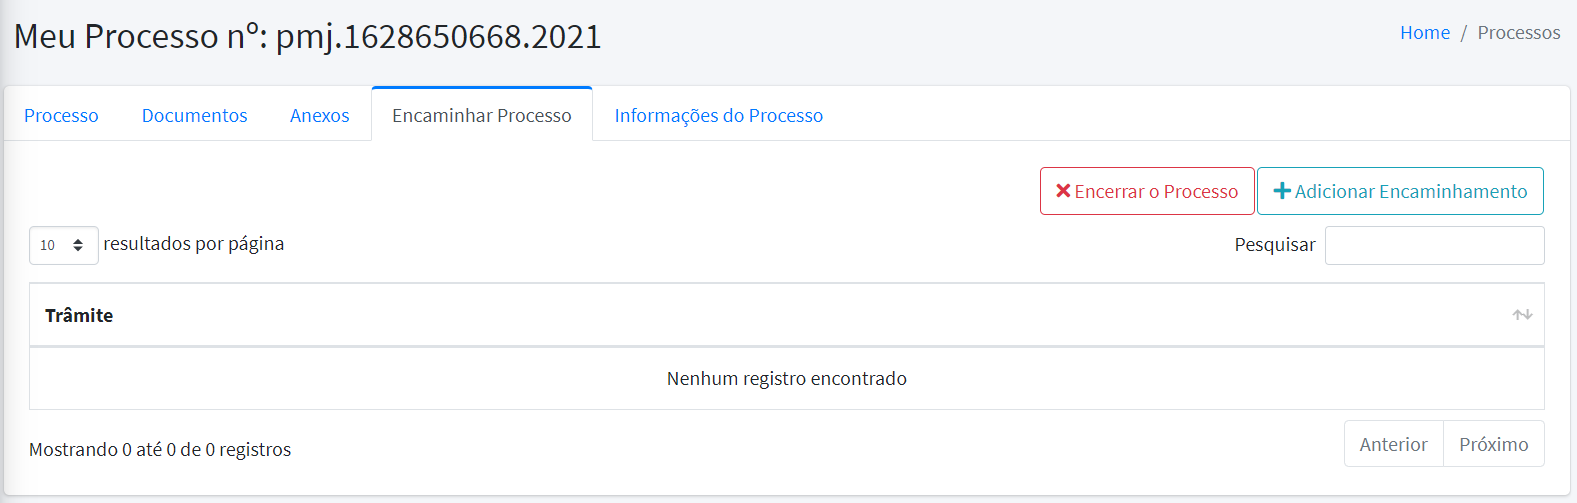 Meu Processo nº: pmj.1628650668.2021
Home / Processos
Processo Documentos Anexos Encaminhar Processo Informações do Processo
Encerrar o Processo Adicionar Encaminhamento
10 resultados por página Pesquisar
Trâmite
Nenhum registro encontrado
Mostrando 0 até 0 de 0 registros
Anterior Próximo